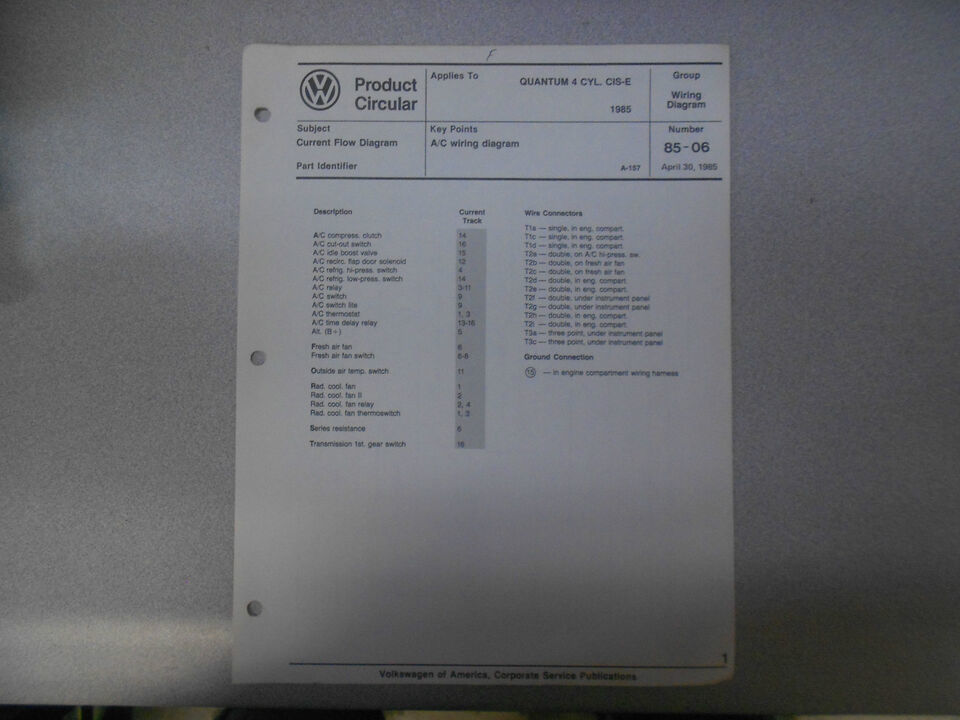 F
Product
Circular
Applies To
QUANTUM 4 CYL. CIS-E
1985
Group
Wiring
Diagram
Subject
Current Flow Diagram
Part Identifier
Key Points
A/C wiring diagram
A-157
Number
85-06
April 30, 1985
Description Current
Track
A/C compress. clutch 14
A/C cut-out switch 16
A/C idle boost valve 15
A/C recirc. flap door solenoid 12
A/C refrig. hi-press. switch 4
A/C refrig. low-press. switch 14
A/C relay 3-11
A/C switch 9
A/C switch lite 9
A/C thermostat 1, 3
A/C time delay relay 13-16
Alt. (B+) 5
Fresh air fan 6
Fresh air fan switch 6-8
Outside air temp. switch 11
Rad. cool. fan 1
Rad. cool. fan II 2
Rad. cool. fan relay 2, 4
Rad. cool. fan thermoswitch 1, 3
Series resistance 6
Transmission 1st. gear switch 16
Wire Connectors
T1a — single, in eng. compart.
T1c — single, in eng. compart.
T1d — single, in eng. compart.
T2a — double, on A/C hi-press. sw.
T2b — double, on fresh air fan
T2c — double, on fresh air fan
T2d — double, in eng. compart.
T2e — double, in eng. compart.
T2f — double, under instrument panel
T2g — double, under instrument panel
T2h — double, in eng. compart.
T2i — double, in eng. compart.
T3a — three point, under instrument panel
T3c — three point, under instrument panel
Ground Connection
15 — in engine compartment wiring harness
1
Volkswagen of America, Corporate Service Publications